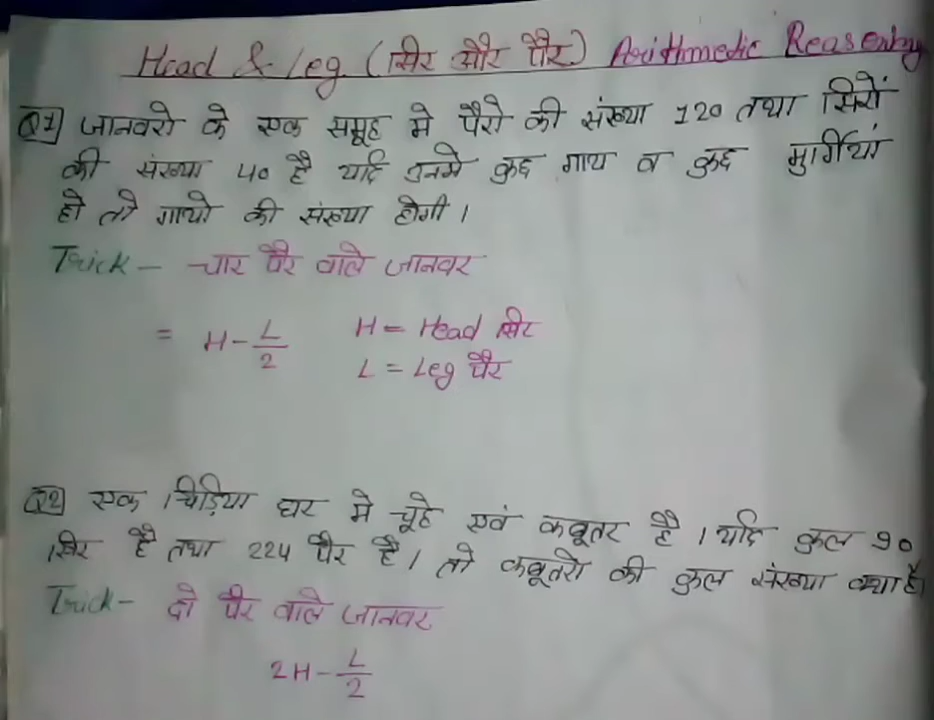 Head & Leg (सिर और पैर) Arithmedic Reasoning
Q1] जानवरो के एक समूह मे पैरो की संख्या 120 तथा सिरों
की संख्या 40 है यदि उनमे कुछ गाय व कुछ मुर्गियां
हो तो गायो की संख्या होगी।
Trick - चार पैर वाले जानवर
= H - L/2 H = Head सिर
L = Leg पैर
Q2] एक चिड़िया घर मे चूहे एवं कबूतर है। यदि कुल 90
सिर है तथा 224 पैर है। तो कबूतरो की कुल संख्या क्या है
Trick - दो पैर वाले जानवर
2H - L/2